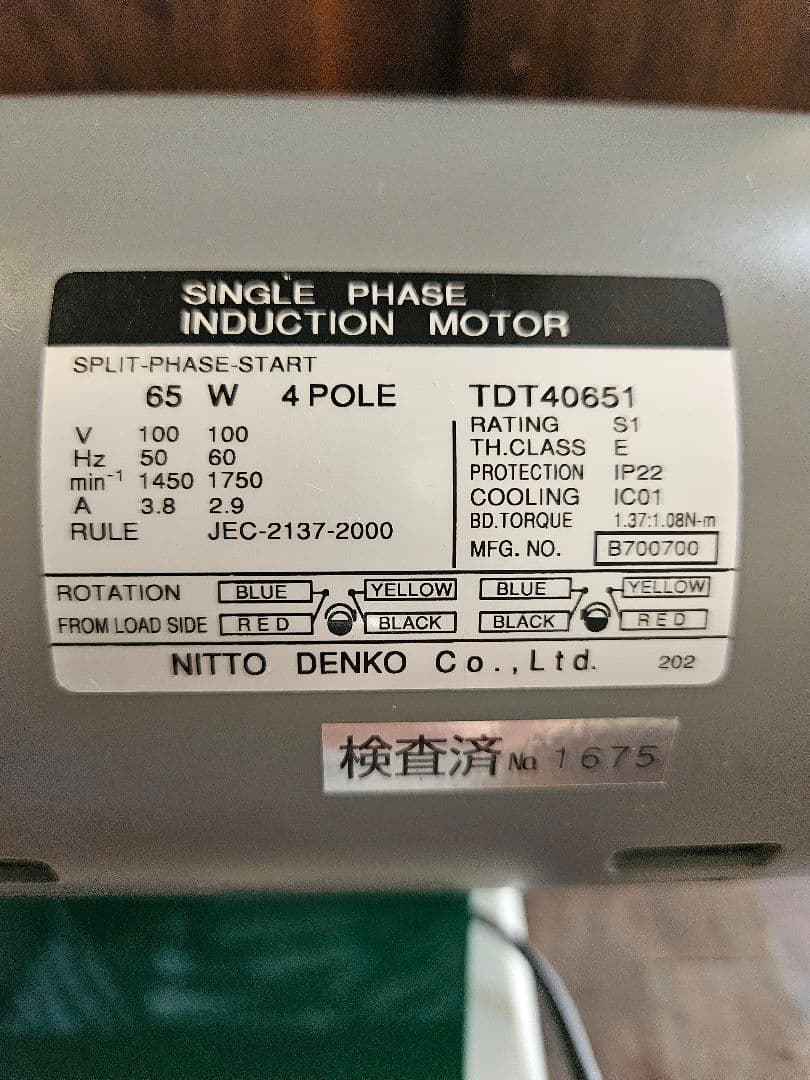 SINGLE PHASE
INDUCTION MOTOR
SPLIT-PHASE-START
65 W 4 POLE
V 100 100
Hz 50 60
min⁻¹ 1450 1750
A 3.8 2.9
RULE JEC-2137-2000
TDT40651
RATING S1
TH.CLASS E
PROTECTION IP22
COOLING IC01
BD.TORQUE 1.37:1.08N-m
MFG. NO. B700700
ROTATION BLUE YELLOW BLUE YELLOW
FROM LOAD SIDE RED BLACK BLACK RED
NITTO DENKO Co.,Ltd. 202
検査済 № 1675